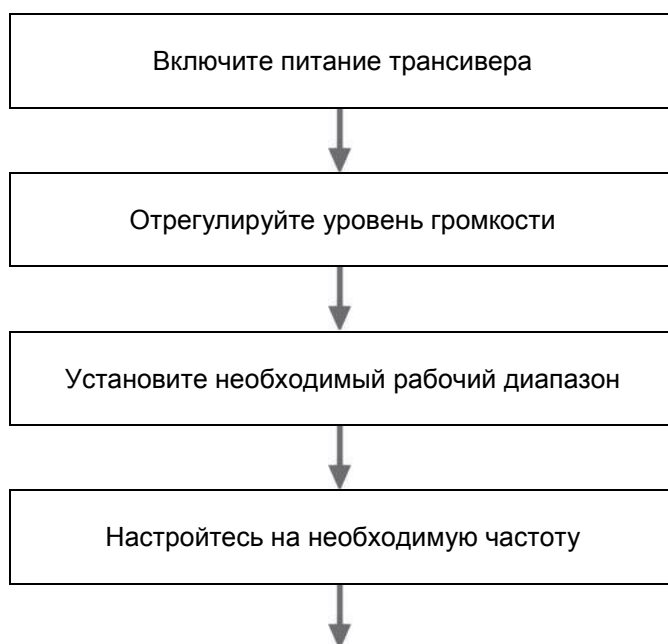 Включите питание трансивера
Отрегулируйте уровень громкости
Установите необходимый рабочий диапазон
Настройтесь на необходимую частоту